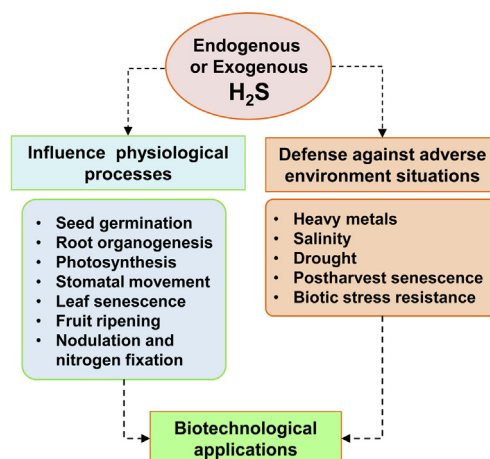 Endogenous
or Exogenous
H₂S
Influence physiological
processes
• Seed germination
• Root organogenesis
• Photosynthesis
• Stomatal movement
• Leaf senescence
• Fruit ripening
• Nodulation and
nitrogen fixation
Defense against adverse
environment situations
• Heavy metals
• Salinity
• Drought
• Postharvest senescence
• Biotic stress resistance
Biotechnological
applications